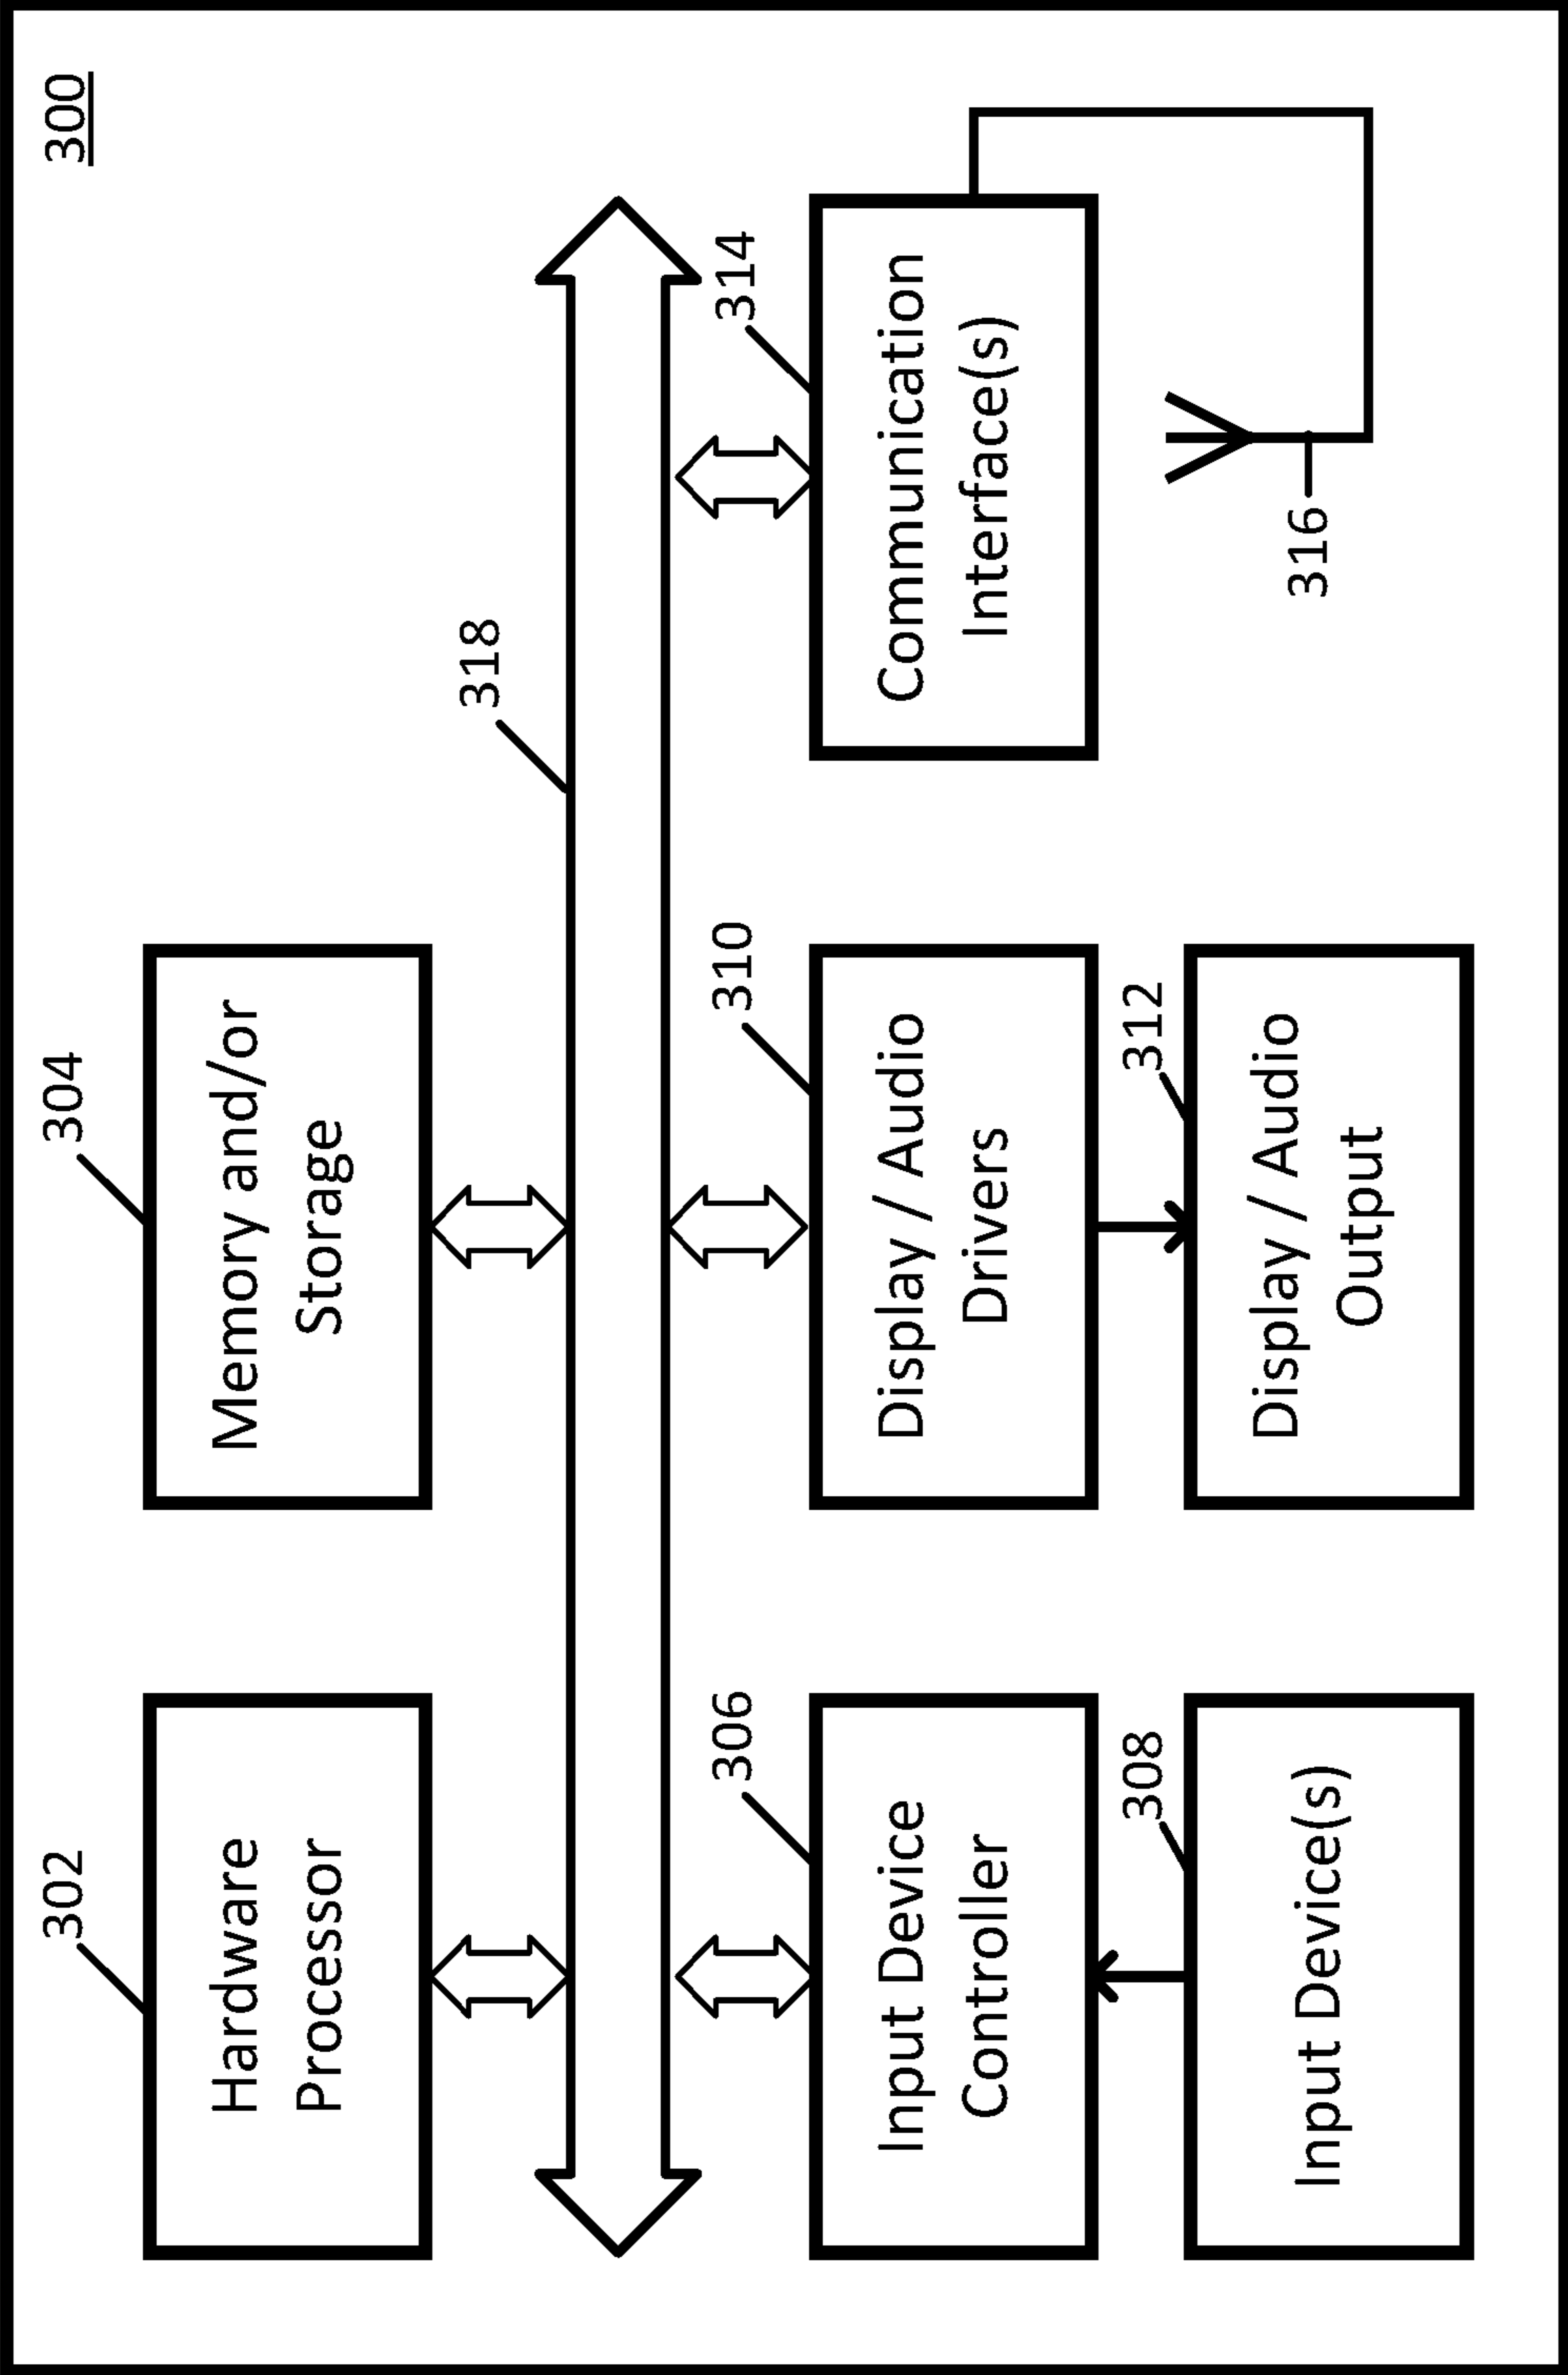 300
302
Hardware
Processor
304
Memory and/or
Storage
318
306
Input Device
Controller
310
Display / Audio
Drivers
314
Communication
Interface(s)
308
Input Device(s)
312
Display / Audio
Output
316